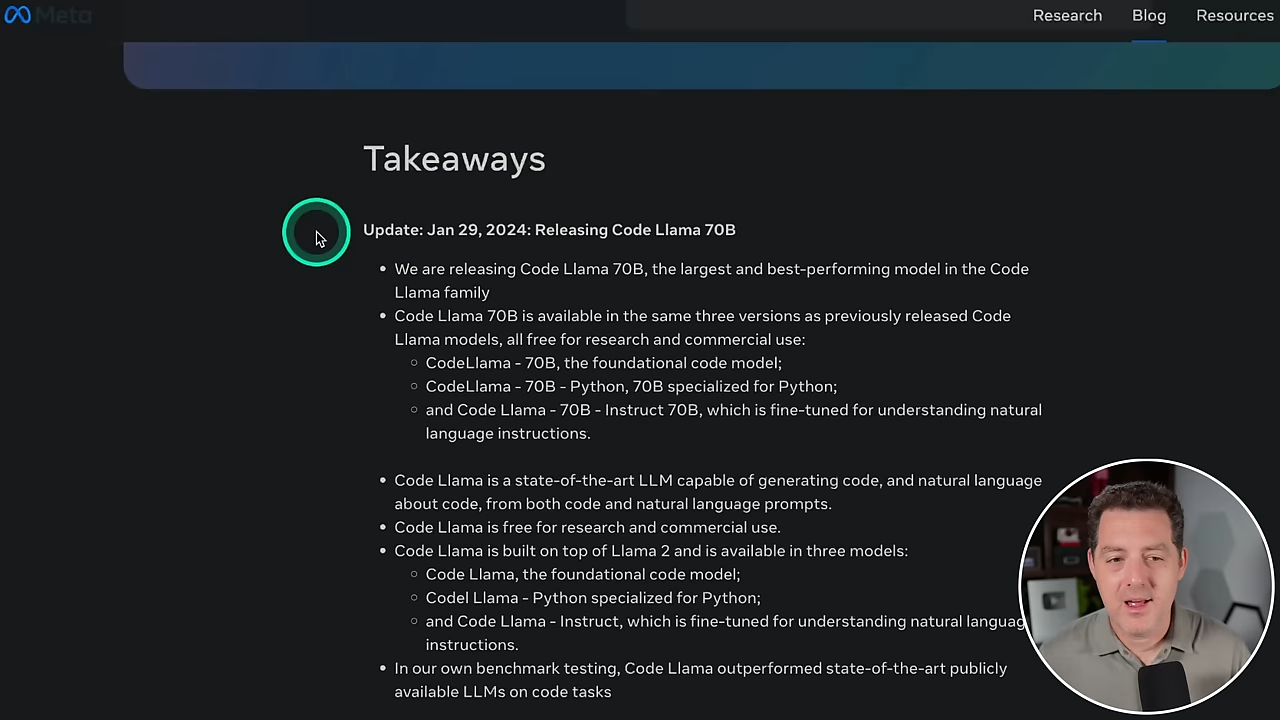 Meta
Research
Blog
Resources
Takeaways
Update: Jan 29, 2024: Releasing Code Llama 70B
• We are releasing Code Llama 70B, the largest and best-performing model in the Code
Llama family
• Code Llama 70B is available in the same three versions as previously released Code
Llama models, all free for research and commercial use:
○ CodeLlama - 70B, the foundational code model;
○ CodeLlama - 70B - Python, 70B specialized for Python;
○ and Code Llama - 70B - Instruct 70B, which is fine-tuned for understanding natural
language instructions.
• Code Llama is a state-of-the-art LLM capable of generating code, and natural language
about code, from both code and natural language prompts.
• Code Llama is free for research and commercial use.
• Code Llama is built on top of Llama 2 and is available in three models:
○ Code Llama, the foundational code model;
○ Codel Llama - Python specialized for Python;
○ and Code Llama - Instruct, which is fine-tuned for understanding natural languag
instructions.
• In our own benchmark testing, Code Llama outperformed state-of-the-art publicly
available LLMs on code tasks